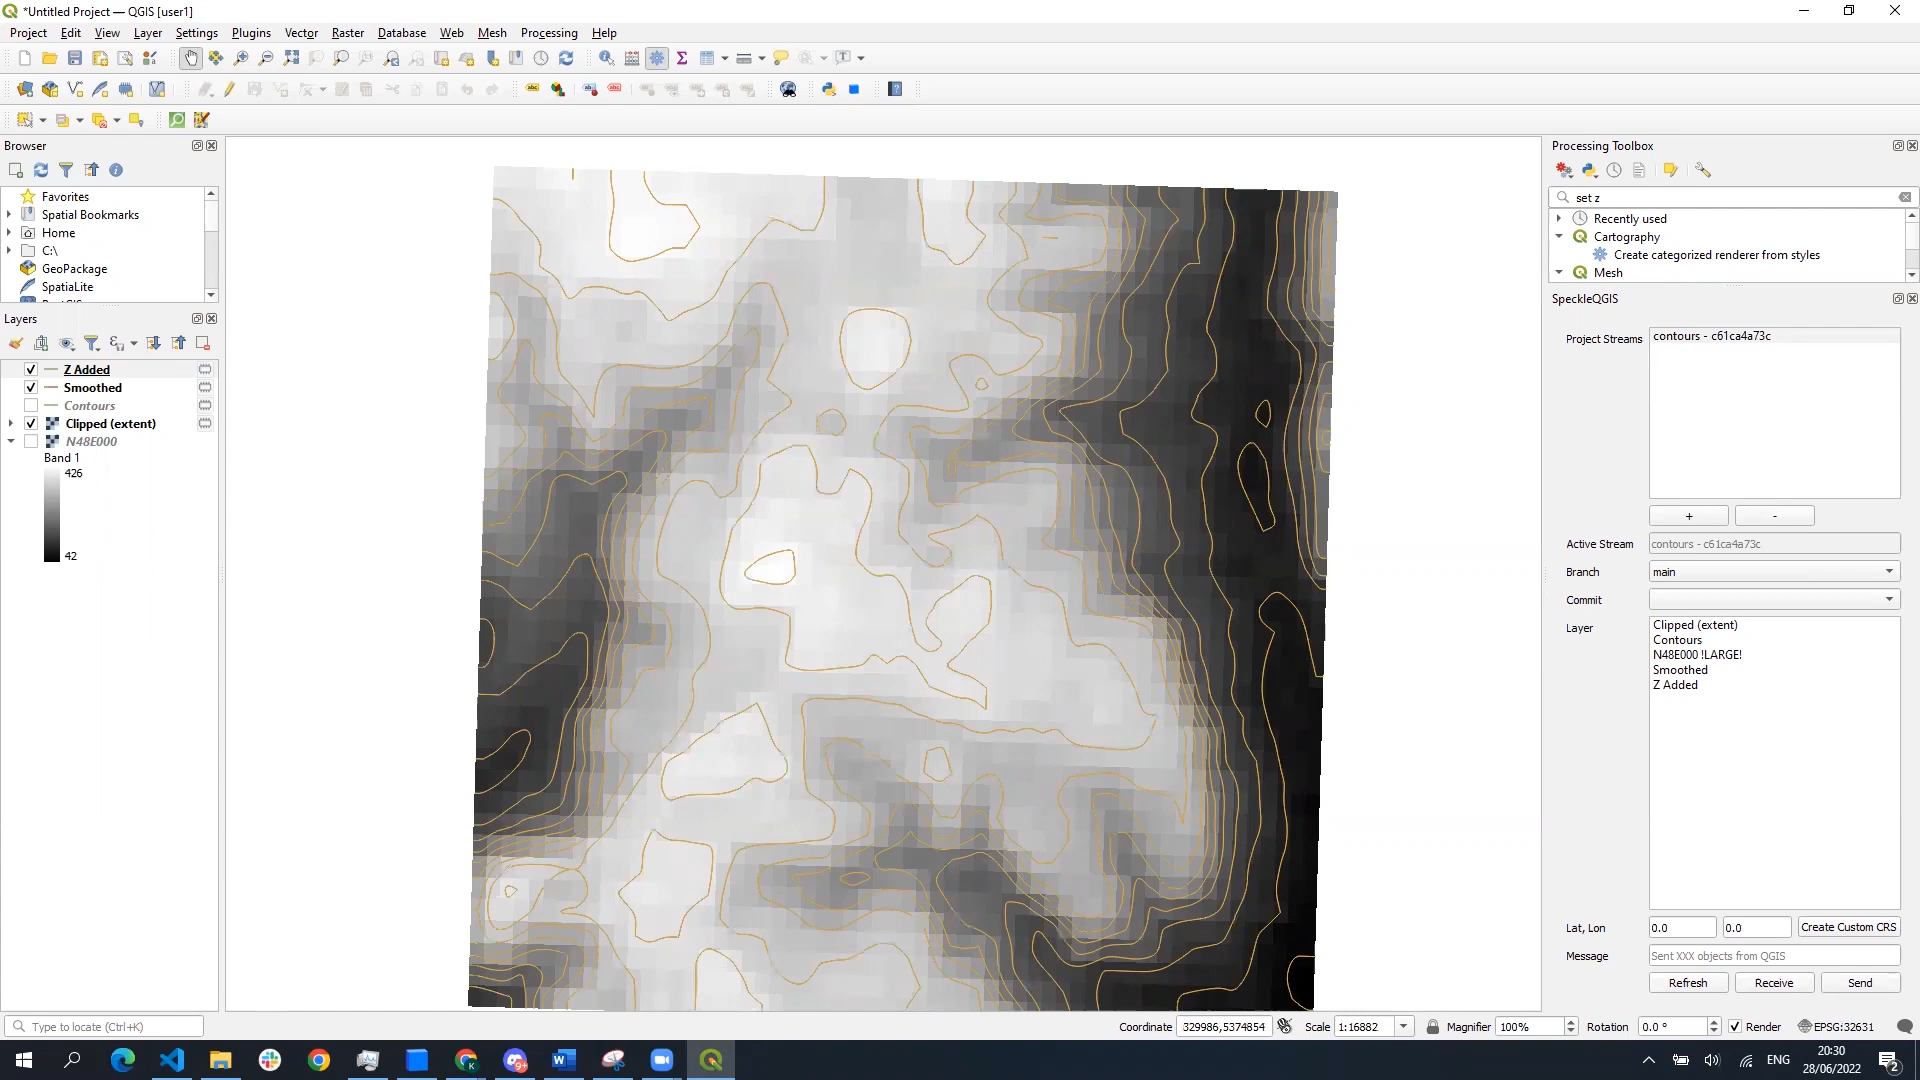 *Untitled Project — QGIS [user1]
Project Edit View Layer Settings Plugins Vector Raster Database Web Mesh Processing Help
Browser
Favorites
Spatial Bookmarks
Home
C:\
GeoPackage
SpatiaLite
Layers
Z Added
Smoothed
Contours
Clipped (extent)
N48E000
Band 1
426
42
Processing Toolbox
set z
Recently used
Cartography
Create categorized renderer from styles
Mesh
SpeckleQGIS
Project Streams
contours - c61ca4a73c
+ -
Active Stream contours - c61ca4a73c
Branch main
Commit
Layer
Clipped (extent)
Contours
N48E000 !LARGE!
Smoothed
Z Added
Lat, Lon 0.0 0.0 Create Custom CRS
Message Sent XXX objects from QGIS
Refresh Receive Send
Type to locate (Ctrl+K)
Coordinate 329986,5374854 Scale 1:16882 Magnifier 100% Rotation 0.0 ° Render EPSG:32631
ENG
20:30
28/06/2022
2